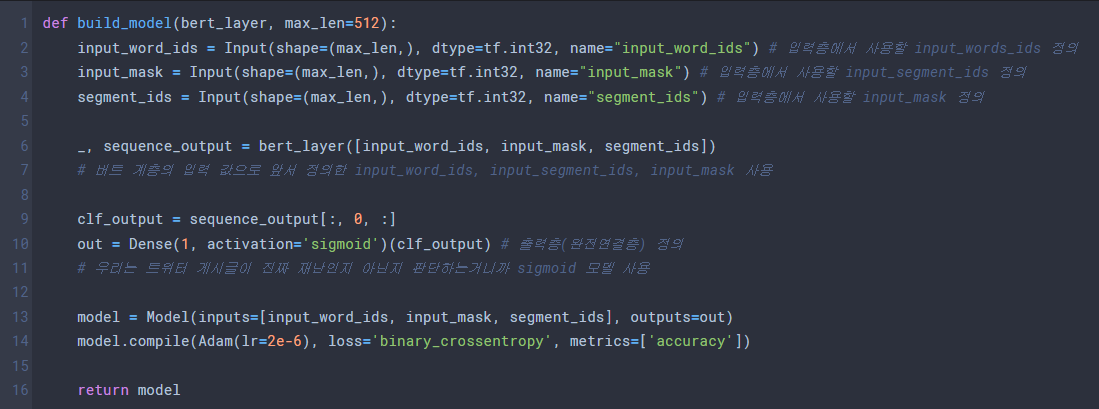 1 def build_model(bert_layer, max_len=512):
2 input_word_ids = Input(shape=(max_len,), dtype=tf.int32, name="input_word_ids") # 입력층에서 사용할 input_words_ids 정의
3 input_mask = Input(shape=(max_len,), dtype=tf.int32, name="input_mask") # 입력층에서 사용할 input_segment_ids 정의
4 segment_ids = Input(shape=(max_len,), dtype=tf.int32, name="segment_ids") # 입력층에서 사용할 input_mask 정의
5
6 _, sequence_output = bert_layer([input_word_ids, input_mask, segment_ids])
7 # 버트 계층의 입력 값으로 앞서 정의한 input_word_ids, input_segment_ids, input_mask 사용
8
9 clf_output = sequence_output[:, 0, :]
10 out = Dense(1, activation='sigmoid')(clf_output) # 출력층(완전연결층) 정의
11 # 우리는 트위터 게시글이 진짜 재난인지 아닌지 판단하는거니까 sigmoid 모델 사용
12
13 model = Model(inputs=[input_word_ids, input_mask, segment_ids], outputs=out)
14 model.compile(Adam(lr=2e-6), loss='binary_crossentropy', metrics=['accuracy'])
15
16 return model